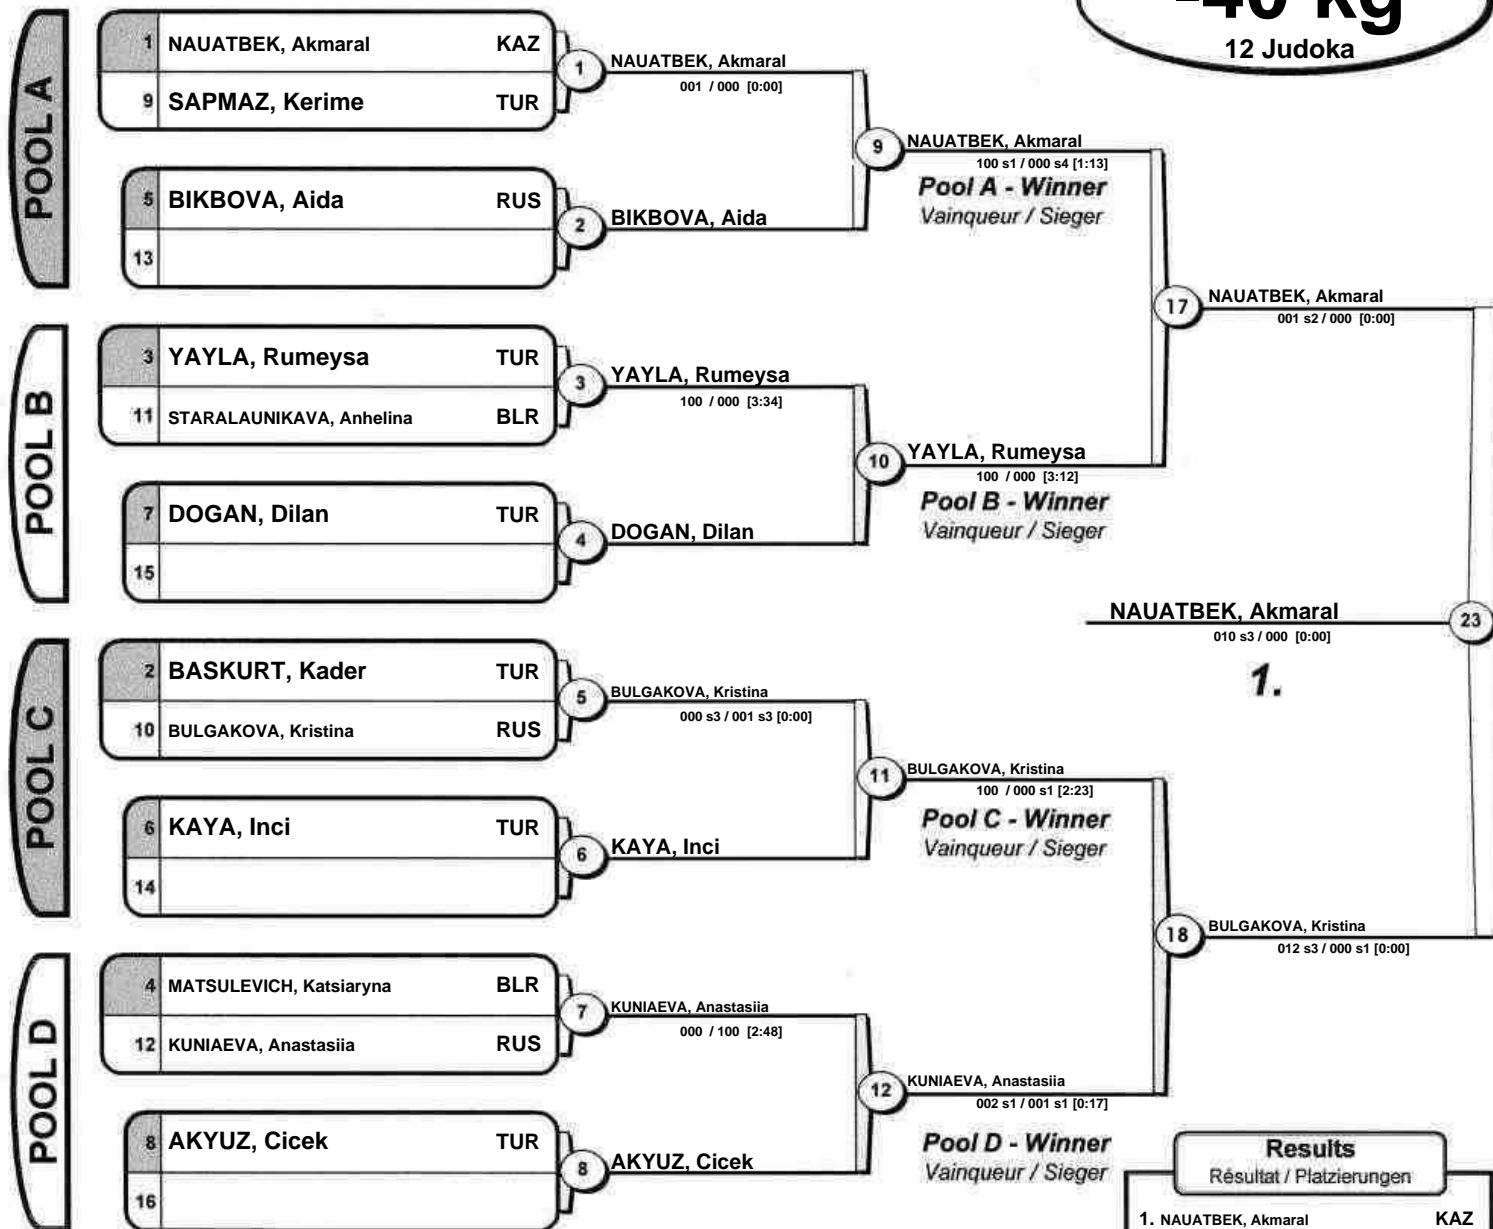 -40 kg
12 Judoka
POOL A
1 NAUATBEK, Akmaral KAZ
9 SAPMAZ, Kerime TUR
5 BIKBOVA, Aida RUS
13
1 NAUATBEK, Akmaral
001 / 000 [0:00]
2 BIKBOVA, Aida
9 NAUATBEK, Akmaral
100 s1 / 000 s4 [1:13]
Pool A - Winner
Vainqueur / Sieger
POOL B
3 YAYLA, Rumeysa TUR
11 STARALAUNIKAVA, Anhelina BLR
7 DOGAN, Dilan TUR
15
3 YAYLA, Rumeysa
100 / 000 [3:34]
4 DOGAN, Dilan
10 YAYLA, Rumeysa
100 / 000 [3:12]
Pool B - Winner
Vainqueur / Sieger
17 NAUATBEK, Akmaral
001 s2 / 000 [0:00]
NAUATBEK, Akmaral 23
010 s3 / 000 [0:00]
1.
POOL C
2 BASKURT, Kader TUR
10 BULGAKOVA, Kristina RUS
6 KAYA, Inci TUR
14
5 BULGAKOVA, Kristina
000 s3 / 001 s3 [0:00]
6 KAYA, Inci
11 BULGAKOVA, Kristina
100 / 000 s1 [2:23]
Pool C - Winner
Vainqueur / Sieger
18 BULGAKOVA, Kristina
012 s3 / 000 s1 [0:00]
POOL D
4 MATSULEVICH, Katsiaryna BLR
12 KUNIAEVA, Anastasiia RUS
8 AKYUZ, Cicek TUR
16
7 KUNIAEVA, Anastasiia
000 / 100 [2:48]
8 AKYUZ, Cicek
12 KUNIAEVA, Anastasiia
002 s1 / 001 s1 [0:17]
Pool D - Winner
Vainqueur / Sieger
Results
Résultat / Platzierungen
1. NAUATBEK, Akmaral KAZ